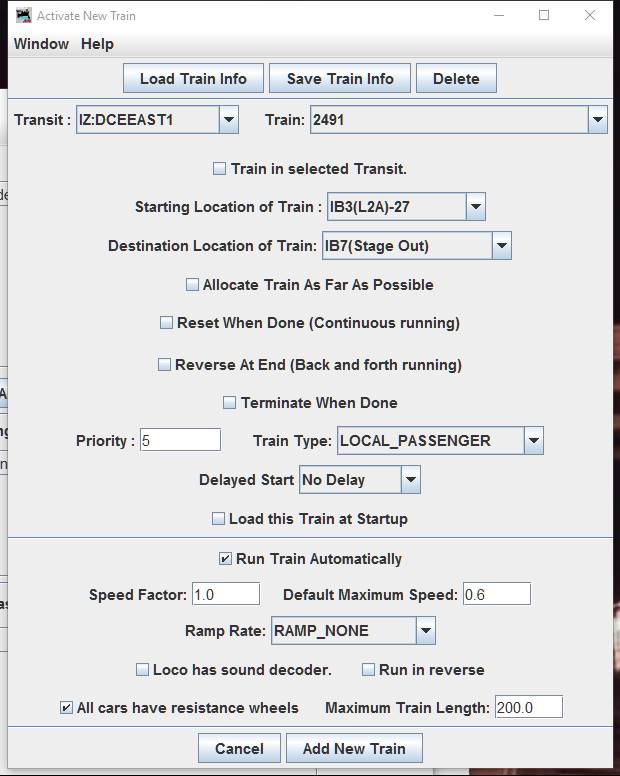 Activate New Train
Window Help
Load Train Info Save Train Info Delete
Transit : IZ:DCEEAST1 Train: 2491
Train in selected Transit.
Starting Location of Train : IB3(L2A)-27
Destination Location of Train: IB7(Stage Out)
Allocate Train As Far As Possible
Reset When Done (Continuous running)
Reverse At End (Back and forth running)
Terminate When Done
Priority : 5 Train Type: LOCAL_PASSENGER
Delayed Start No Delay
Load this Train at Startup
Run Train Automatically
Speed Factor: 1.0 Default Maximum Speed: 0.6
Ramp Rate: RAMP_NONE
Loco has sound decoder. Run in reverse
All cars have resistance wheels Maximum Train Length: 200.0
Cancel Add New Train